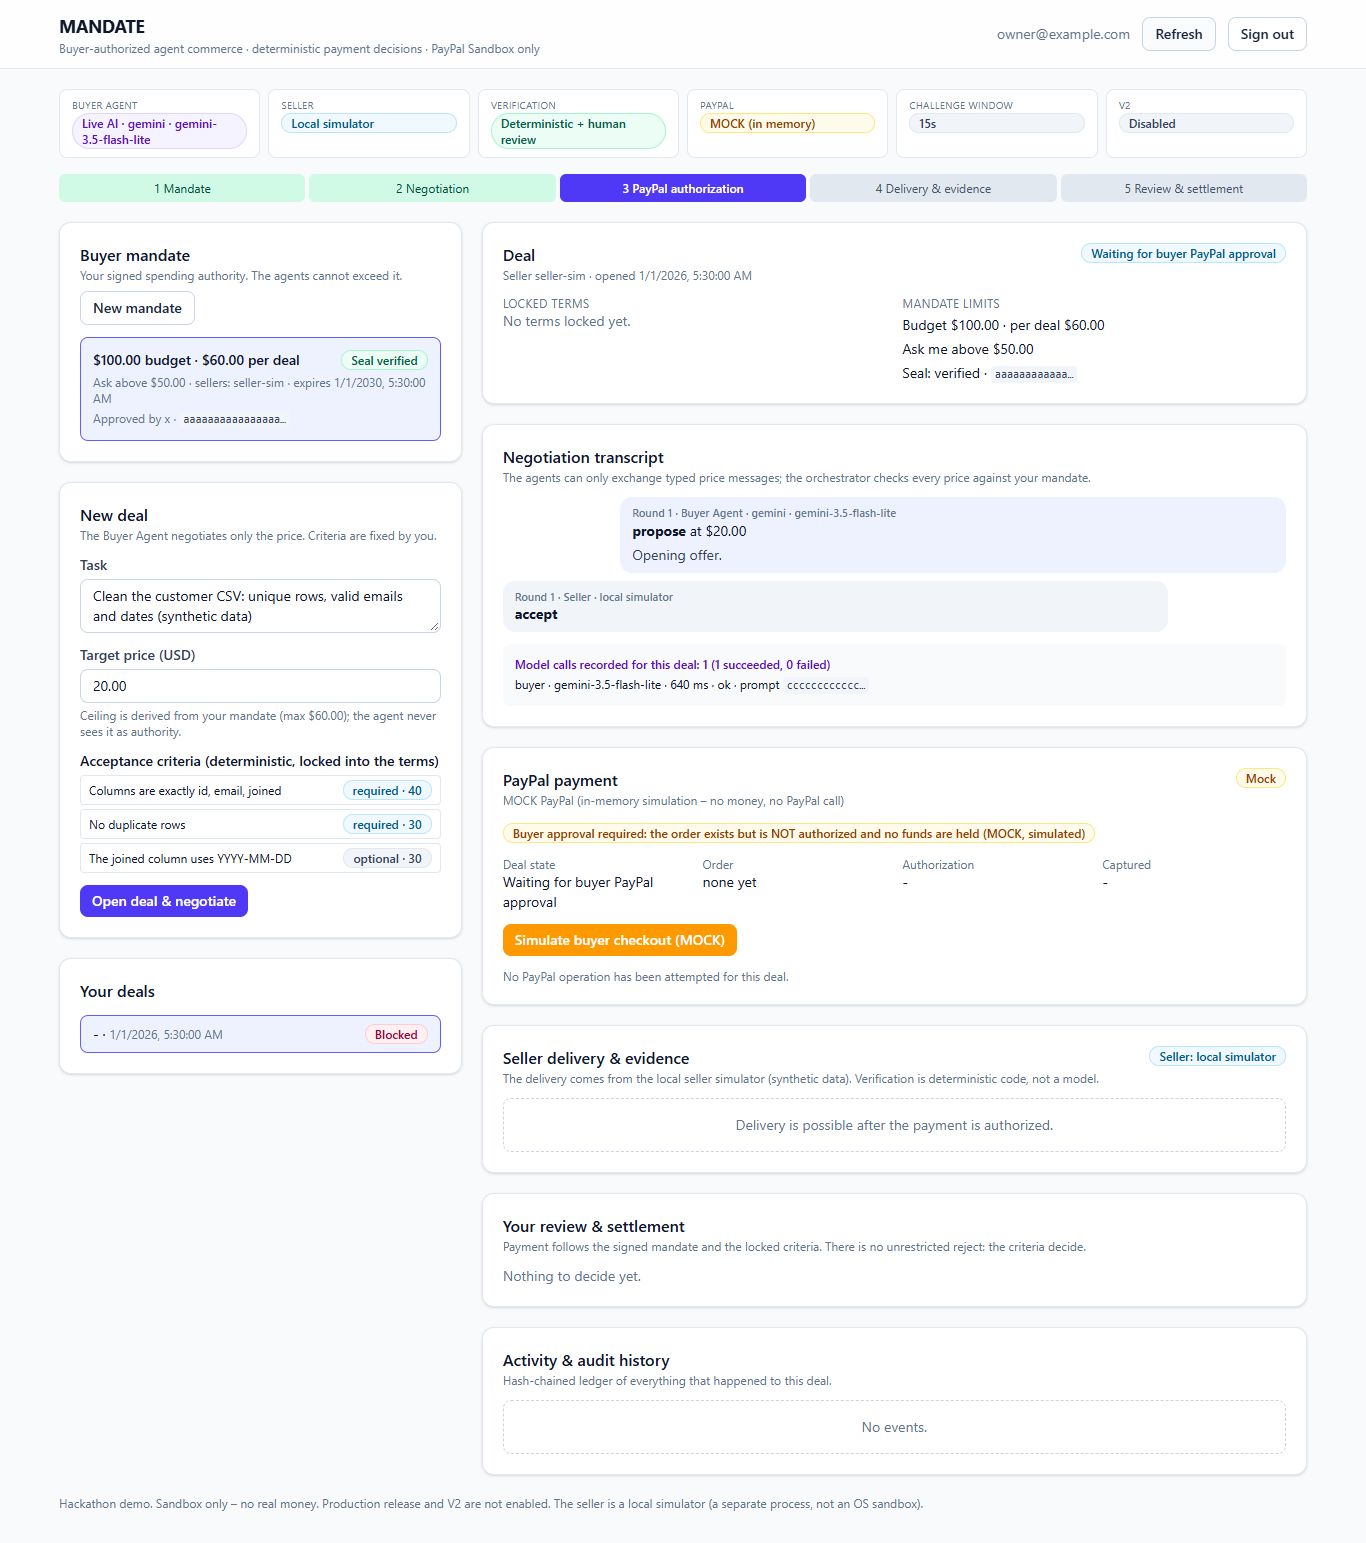 MANDATE
Buyer-authorized agent commerce · deterministic payment decisions · PayPal Sandbox only
owner@example.com
Refresh
Sign out
BUYER AGENT
Live AI · gemini · gemini-
3.5-flash-lite
SELLER
Local simulator
VERIFICATION
Deterministic + human
review
PAYPAL
MOCK (in memory)
CHALLENGE WINDOW
15s
V2
Disabled
1 Mandate
2 Negotiation
3 PayPal authorization
4 Delivery & evidence
5 Review & settlement
Buyer mandate
Your signed spending authority. The agents cannot exceed it.
New mandate
$100.00 budget · $60.00 per deal
Seal verified
Ask above $50.00 · sellers: seller-sim · expires 1/1/2030, 5:30:00
AM
Approved by x · aaaaaaaaaaaaaaaa…
New deal
The Buyer Agent negotiates only the price. Criteria are fixed by you.
Task
Clean the customer CSV: unique rows, valid emails
and dates (synthetic data)
Target price (USD)
20.00
Ceiling is derived from your mandate (max $60.00); the agent never
sees it as authority.
Acceptance criteria (deterministic, locked into the terms)
Columns are exactly id, email, joined
required · 40
No duplicate rows
required · 30
The joined column uses YYYY-MM-DD
optional · 30
Open deal & negotiate
Your deals
- · 1/1/2026, 5:30:00 AM
Blocked
Deal
Waiting for buyer PayPal approval
Seller seller-sim · opened 1/1/2026, 5:30:00 AM
LOCKED TERMS
No terms locked yet.
MANDATE LIMITS
Budget $100.00 · per deal $60.00
Ask me above $50.00
Seal: verified · aaaaaaaaaaaa…
Negotiation transcript
The agents can only exchange typed price messages; the orchestrator checks every price against your mandate.
Round 1 · Buyer Agent · gemini · gemini-3.5-flash-lite
propose at $20.00
Opening offer.
Round 1 · Seller · local simulator
accept
Model calls recorded for this deal: 1 (1 succeeded, 0 failed)
buyer · gemini-3.5-flash-lite · 640 ms · ok · prompt cccccccccccc…
PayPal payment
Mock
MOCK PayPal (in-memory simulation – no money, no PayPal call)
Buyer approval required: the order exists but is NOT authorized and no funds are held (MOCK, simulated)
Deal state
Waiting for buyer PayPal
approval
Order
none yet
Authorization
-
Captured
-
Simulate buyer checkout (MOCK)
No PayPal operation has been attempted for this deal.
Seller delivery & evidence
Seller: local simulator
The delivery comes from the local seller simulator (synthetic data). Verification is deterministic code, not a model.
Delivery is possible after the payment is authorized.
Your review & settlement
Payment follows the signed mandate and the locked criteria. There is no unrestricted reject: the criteria decide.
Nothing to decide yet.
Activity & audit history
Hash-chained ledger of everything that happened to this deal.
No events.
Hackathon demo. Sandbox only – no real money. Production release and V2 are not enabled. The seller is a local simulator (a separate process, not an OS sandbox).